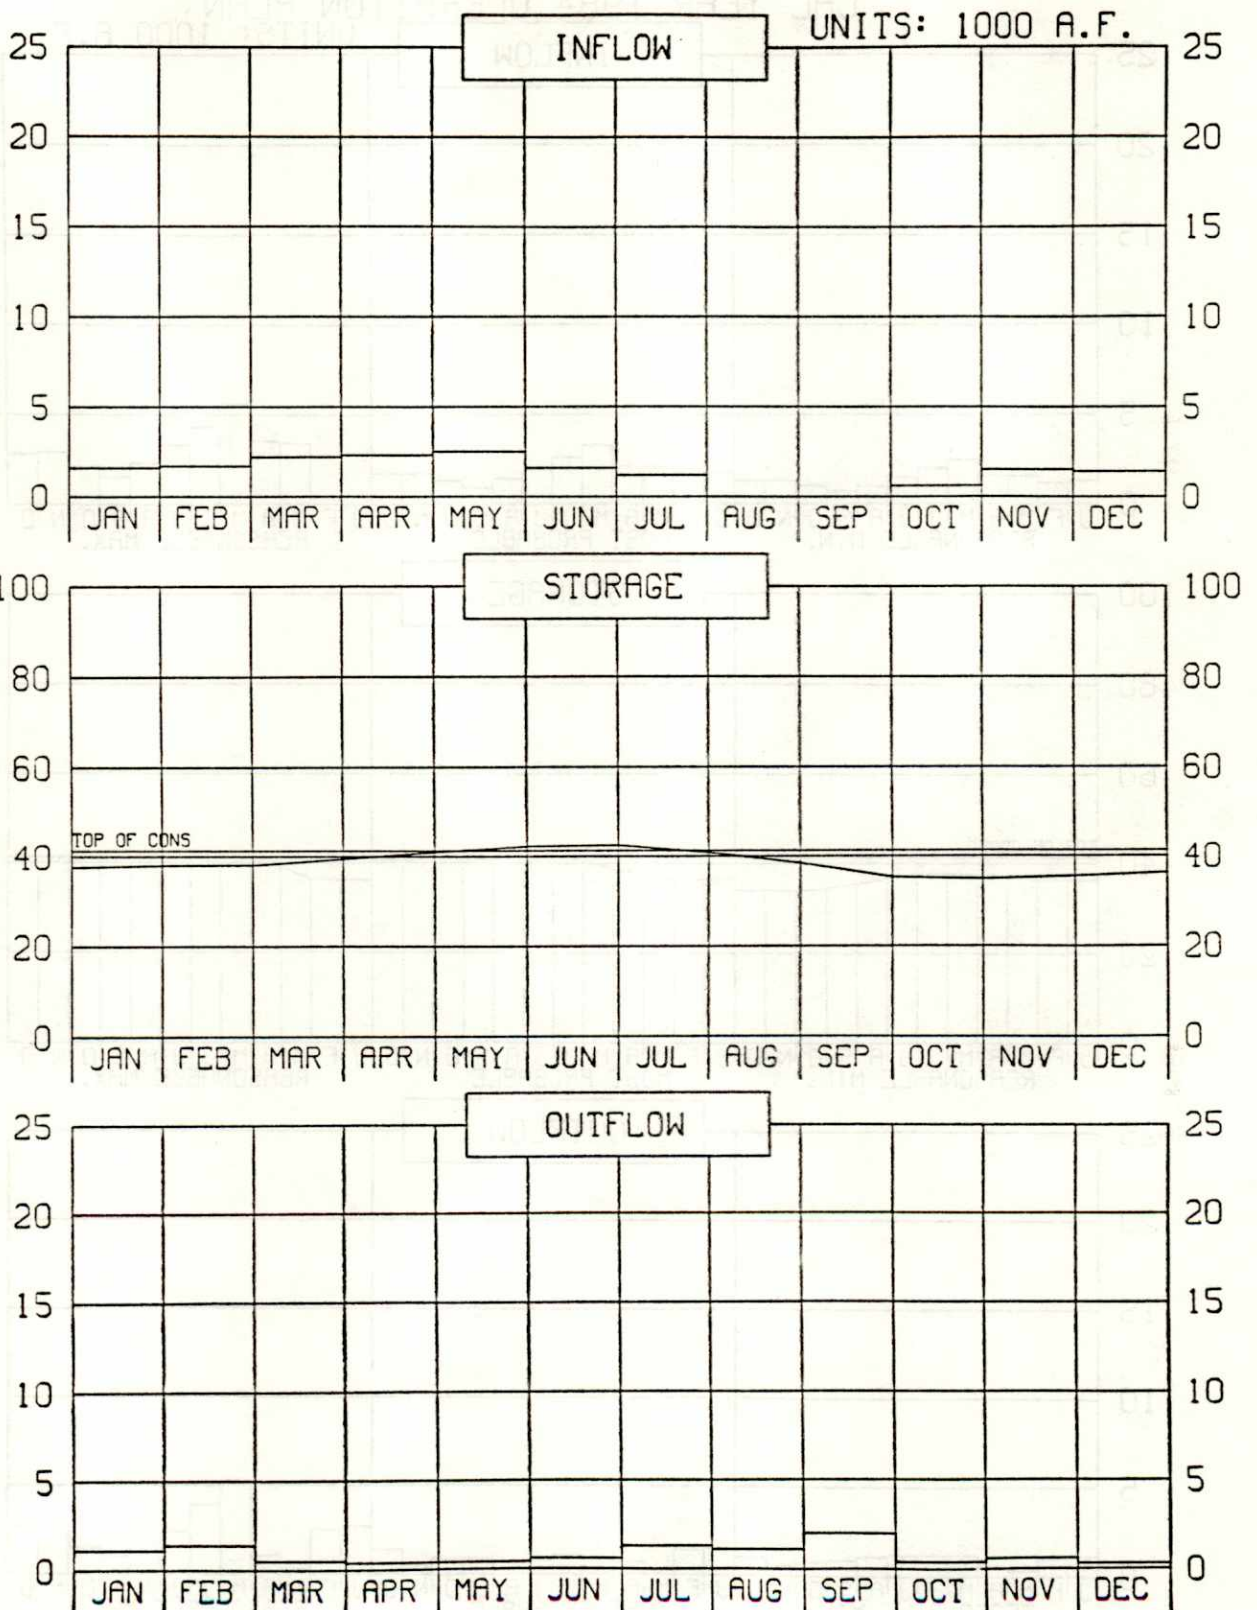 INFLOW UNITS: 1000 A.F.
25 25
20 20
15 15
10 10
5 5
0 0
JAN FEB MAR APR MAY JUN JUL AUG SEP OCT NOV DEC
STORAGE
100 100
80 80
60 60
TOP OF CONS
40 40
20 20
0 0
JAN FEB MAR APR MAY JUN JUL AUG SEP OCT NOV DEC
OUTFLOW
25 25
20 20
15 15
10 10
5 5
0 0
JAN FEB MAR APR MAY JUN JUL AUG SEP OCT NOV DEC